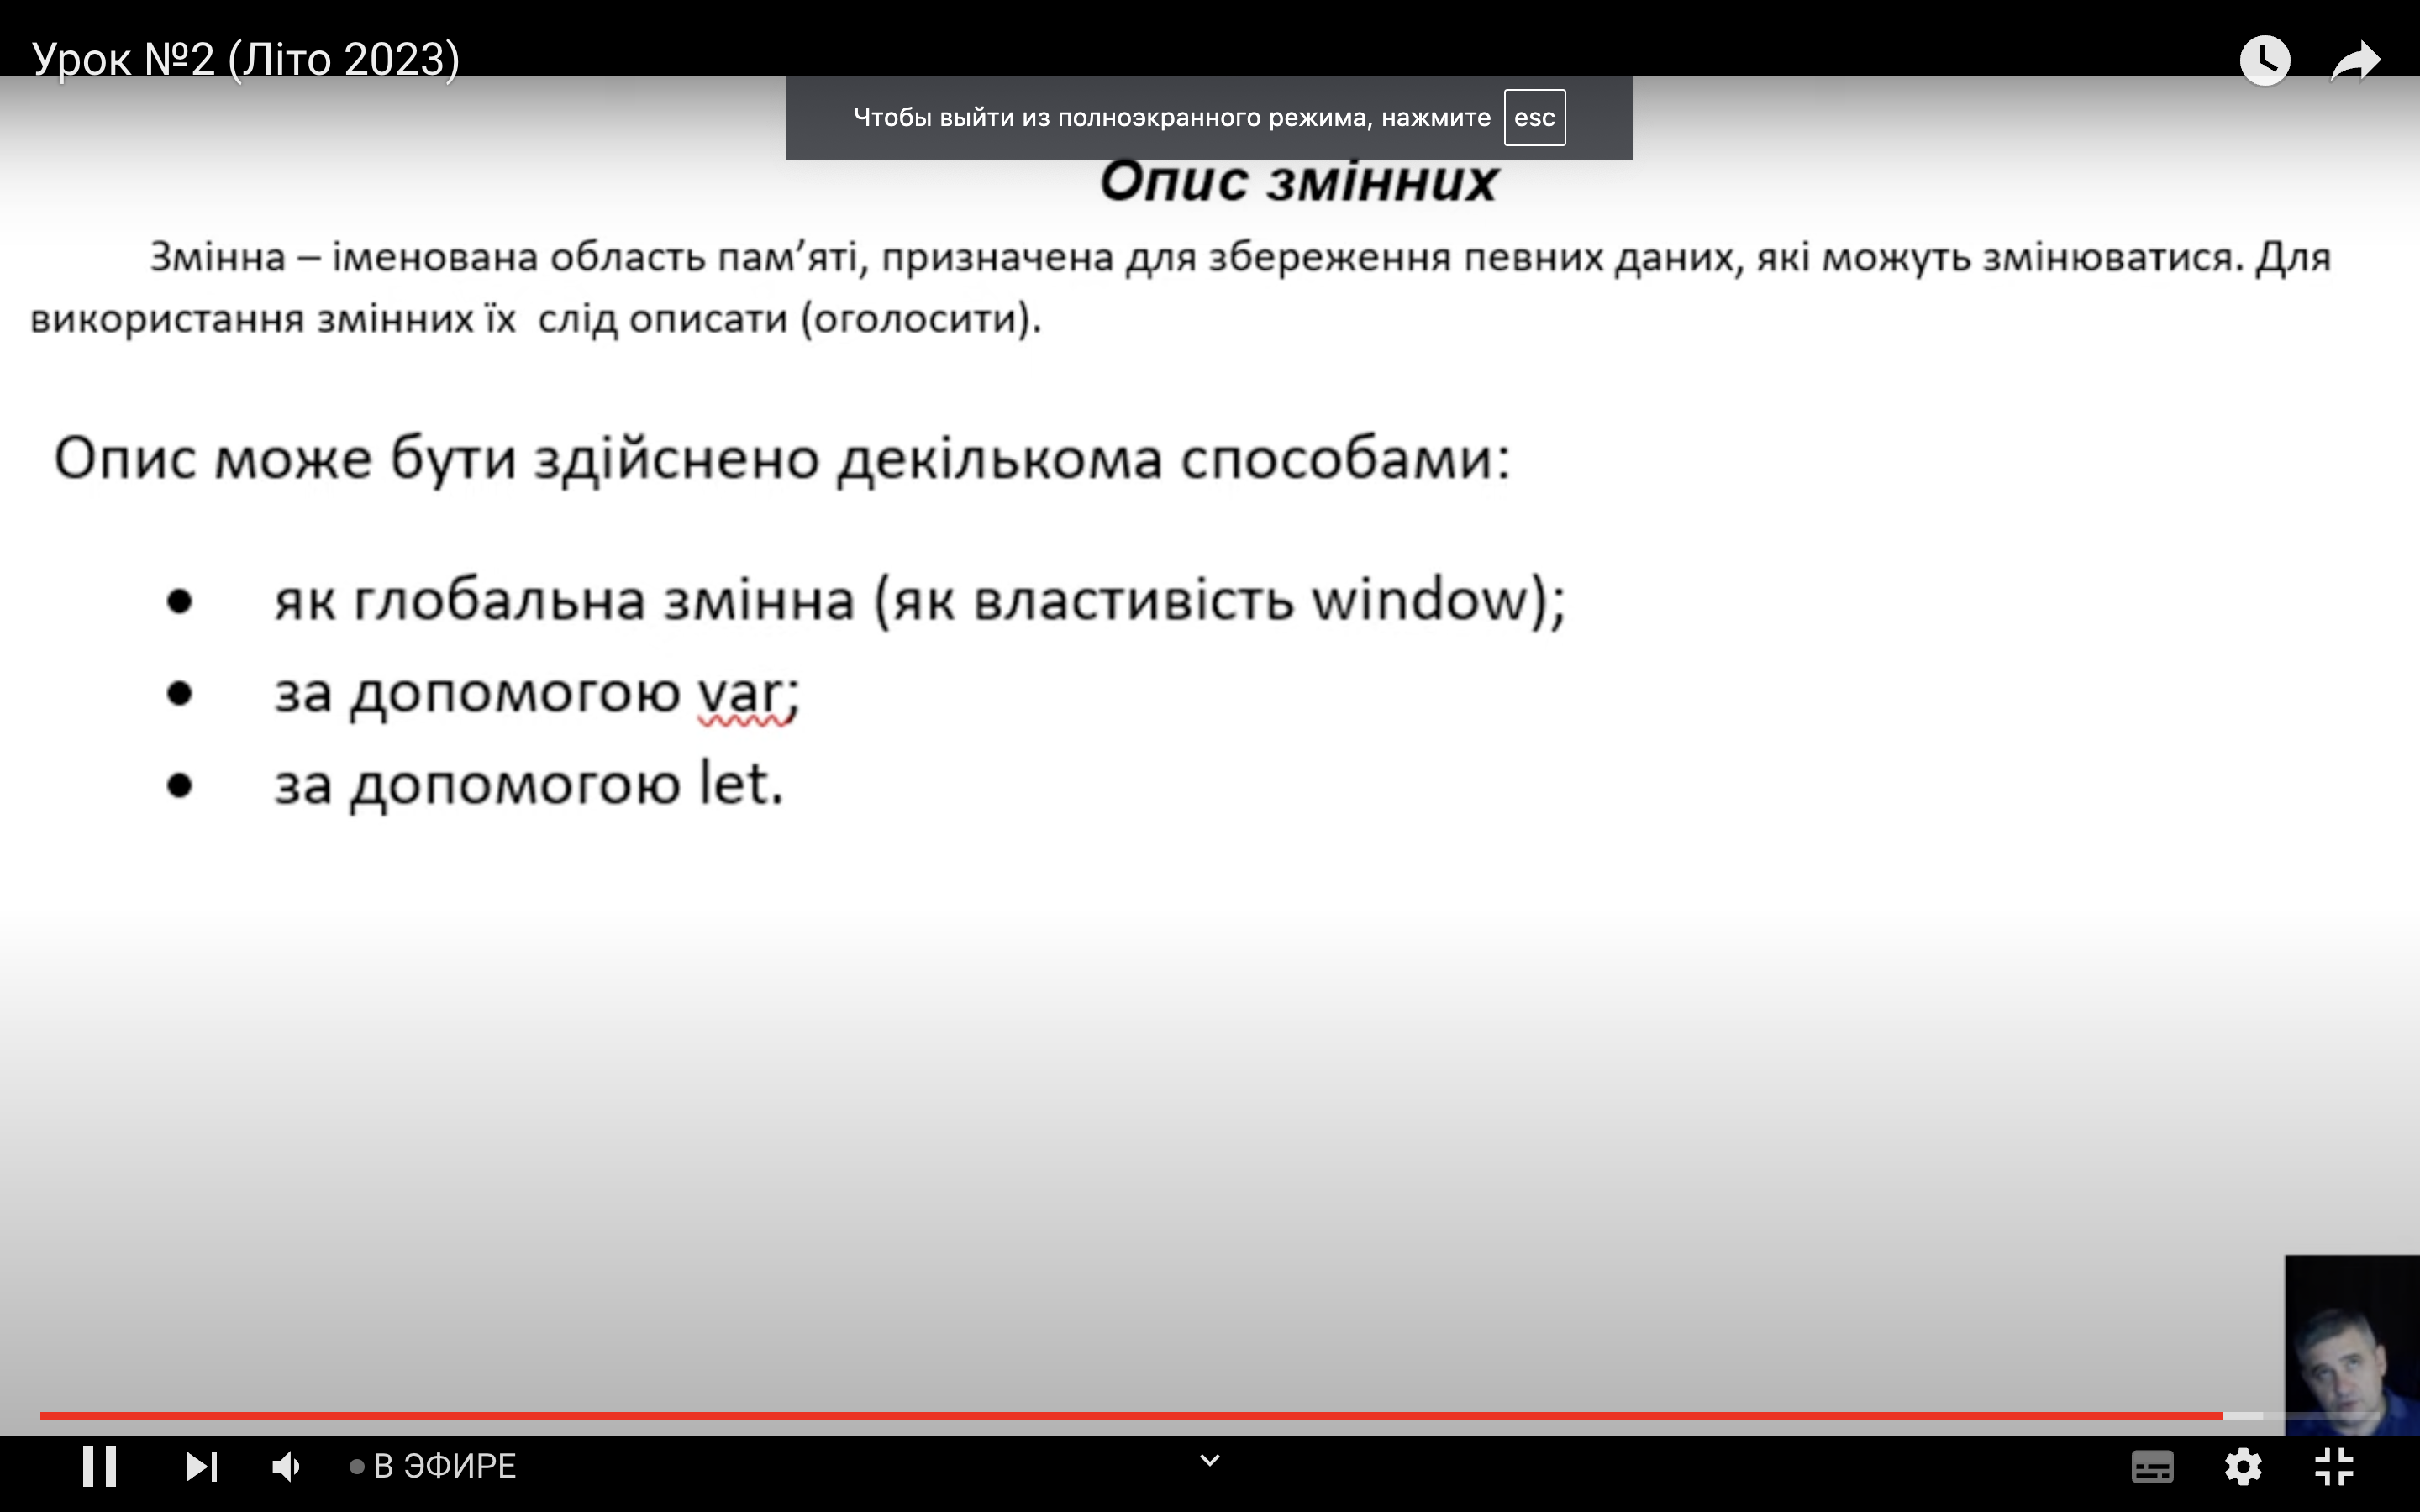 Урок №2 (Літо 2023)
Чтобы выйти из полноэкранного режима, нажмите esc
Опис змінних
Змінна – іменована область пам’яті, призначена для збереження певних даних, які можуть змінюватися. Для
використання змінних їх слід описати (оголосити).
Опис може бути здійснено декількома способами:
● як глобальна змінна (як властивість window);
● за допомогою var;
● за допомогою let.
В ЭФИРЕ